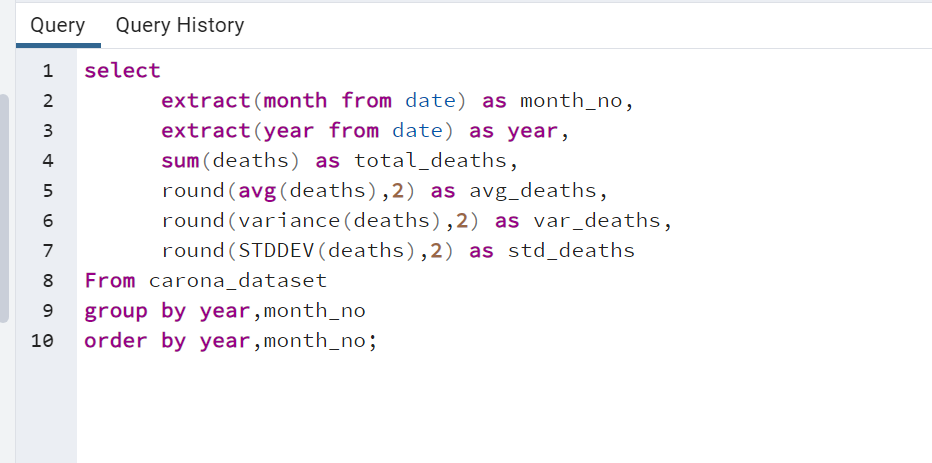 Query Query History
1 select
2 extract(month from date) as month_no,
3 extract(year from date) as year,
4 sum(deaths) as total_deaths,
5 round(avg(deaths),2) as avg_deaths,
6 round(variance(deaths),2) as var_deaths,
7 round(STDDEV(deaths),2) as std_deaths
8 From carona_dataset
9 group by year,month_no
10 order by year,month_no;